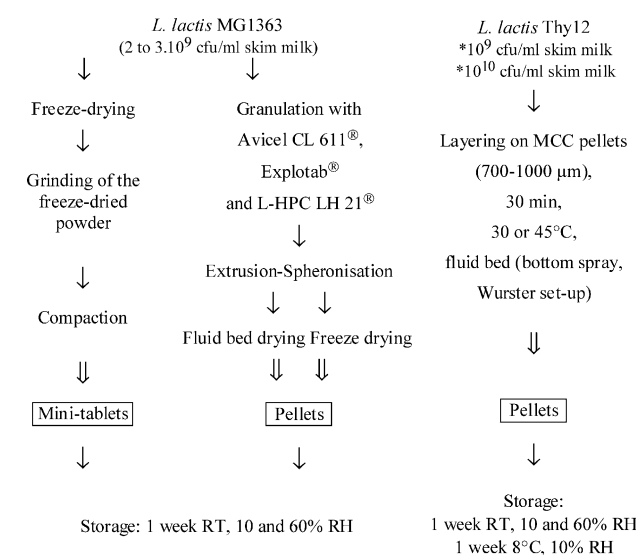 L. lactis MG1363
(2 to 3.10⁹ cfu/ml skim milk)
Freeze-drying
Grinding of the
freeze-dried
powder
Compaction
Mini-tablets
Granulation with
Avicel CL 611®,
Explotab®
and L-HPC LH 21®
Extrusion-Spheronisation
Fluid bed drying Freeze drying
Pellets
Storage: 1 week RT, 10 and 60% RH
L. lactis Thy12
*10⁹ cfu/ml skim milk
*10¹⁰ cfu/ml skim milk
Layering on MCC pellets
(700-1000 µm),
30 min,
30 or 45°C,
fluid bed (bottom spray,
Wurster set-up)
Pellets
Storage:
1 week RT, 10 and 60% RH
1 week 8°C, 10% RH